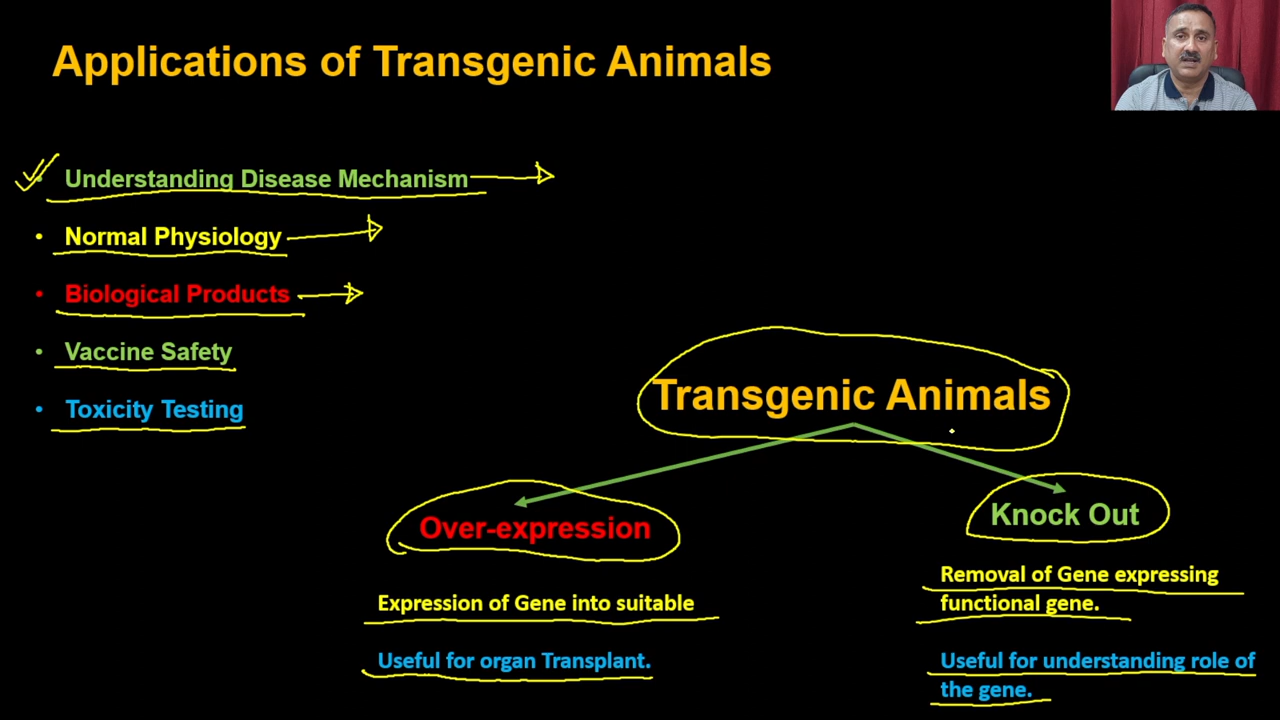 Applications of Transgenic Animals
• Understanding Disease Mechanism
• Normal Physiology
• Biological Products
• Vaccine Safety
• Toxicity Testing
Transgenic Animals
Over-expression
Expression of Gene into suitable
Useful for organ Transplant.
Knock Out
Removal of Gene expressing
functional gene.
Useful for understanding role of
the gene.